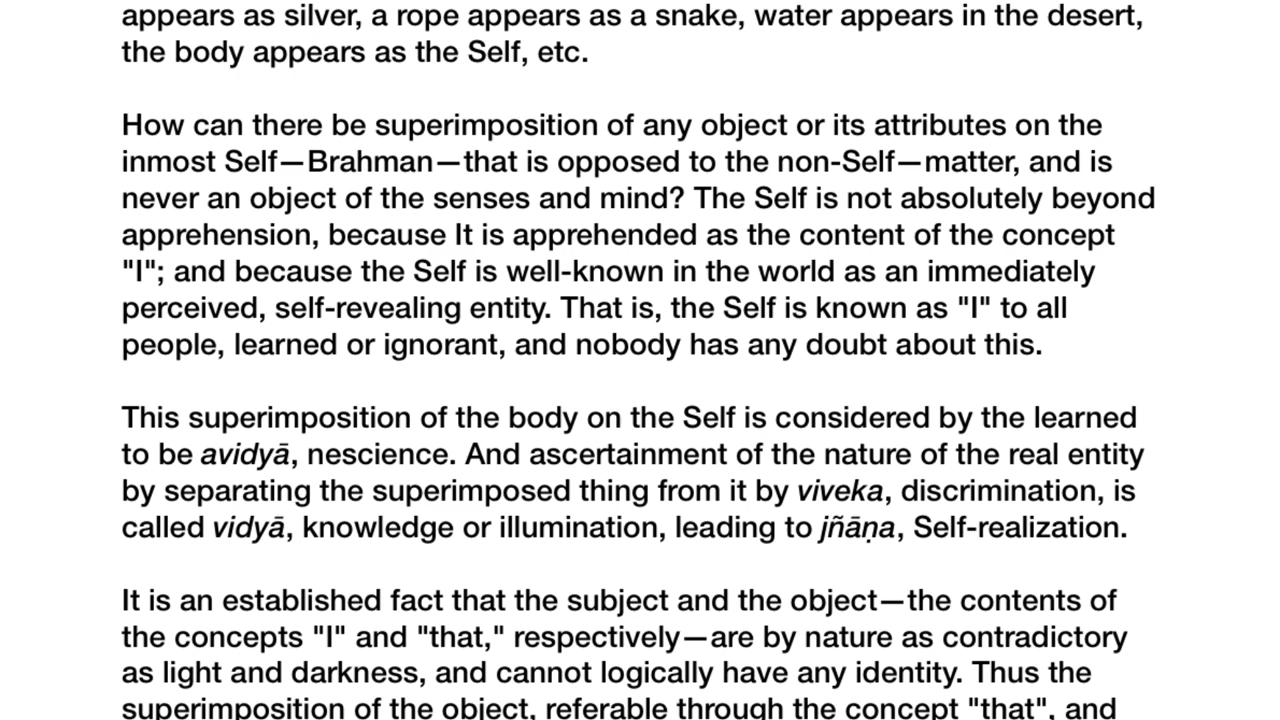 appears as silver, a rope appears as a snake, water appears in the desert,
the body appears as the Self, etc.
How can there be superimposition of any object or its attributes on the
inmost Self—Brahman—that is opposed to the non-Self—matter, and is
never an object of the senses and mind? The Self is not absolutely beyond
apprehension, because It is apprehended as the content of the concept
"I"; and because the Self is well-known in the world as an immediately
perceived, self-revealing entity. That is, the Self is known as "I" to all
people, learned or ignorant, and nobody has any doubt about this.
This superimposition of the body on the Self is considered by the learned
to be avidyā, nescience. And ascertainment of the nature of the real entity
by separating the superimposed thing from it by viveka, discrimination, is
called vidyā, knowledge or illumination, leading to jñāṇa, Self-realization.
It is an established fact that the subject and the object—the contents of
the concepts "I" and "that," respectively—are by nature as contradictory
as light and darkness, and cannot logically have any identity. Thus the
superimposition of the object, referable through the concept "that", and